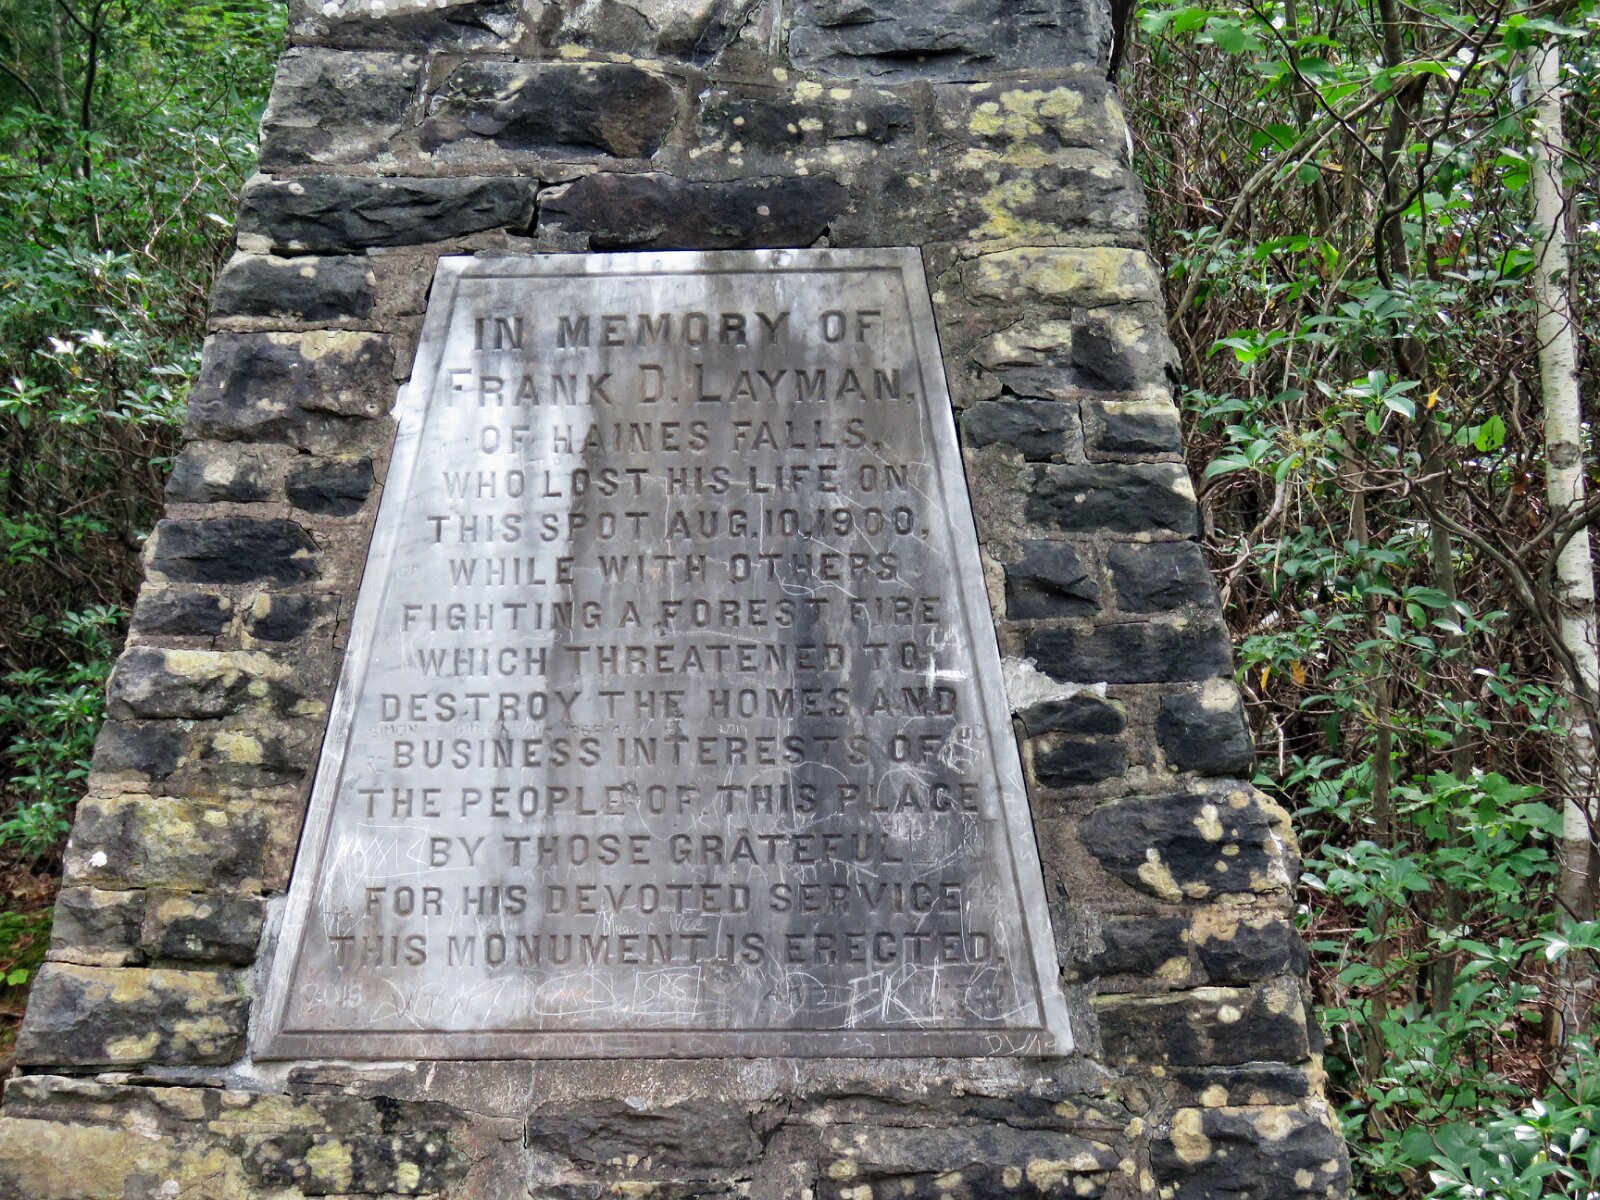 IN MEMORY OF
FRANK D. LAYMAN,
OF HAINES FALLS,
WHO LOST HIS LIFE ON
THIS SPOT AUG. 10, 1900,
WHILE WITH OTHERS
FIGHTING A FOREST FIRE
WHICH THREATENED TO
DESTROY THE HOMES AND
BUSINESS INTERESTS OF
THE PEOPLE OF THIS PLACE
BY THOSE GRATEFUL
FOR HIS DEVOTED SERVICE
THIS MONUMENT IS ERECTED.
2018